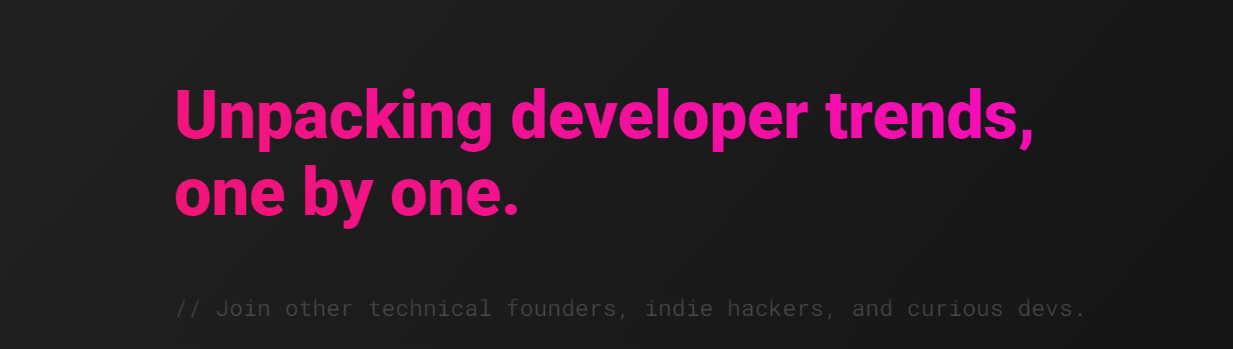 Unpacking developer trends,
one by one.
// Join other technical founders, indie hackers, and curious devs.